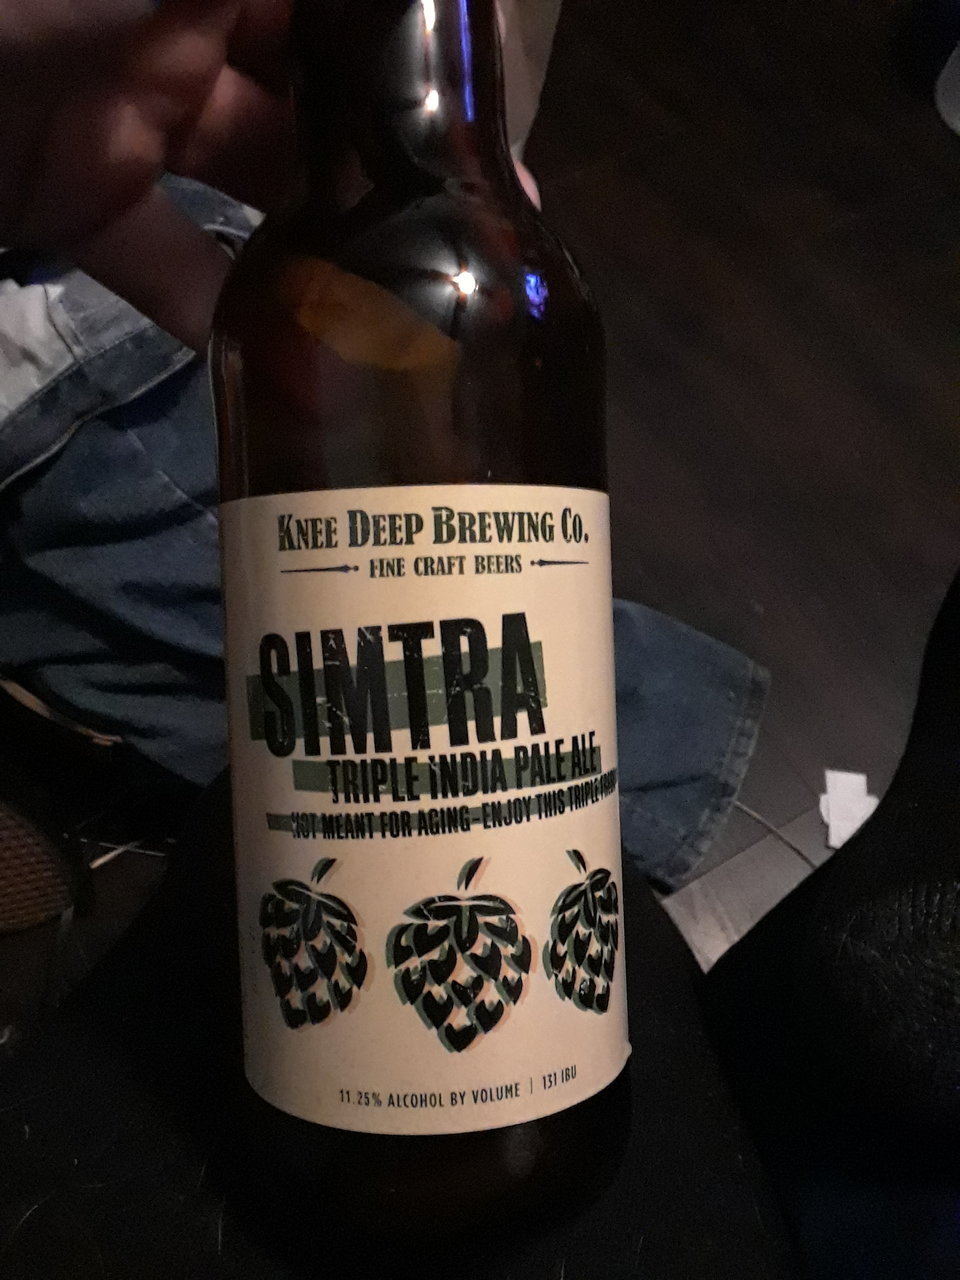 KNEE DEEP BREWING CO.
FINE CRAFT BEERS
SIMTRA
TRIPLE INDIA PALE ALE
NOT MEANT FOR AGING-ENJOY THIS TRIPLE FRESH
11.25% ALCOHOL BY VOLUME | 131 IBU